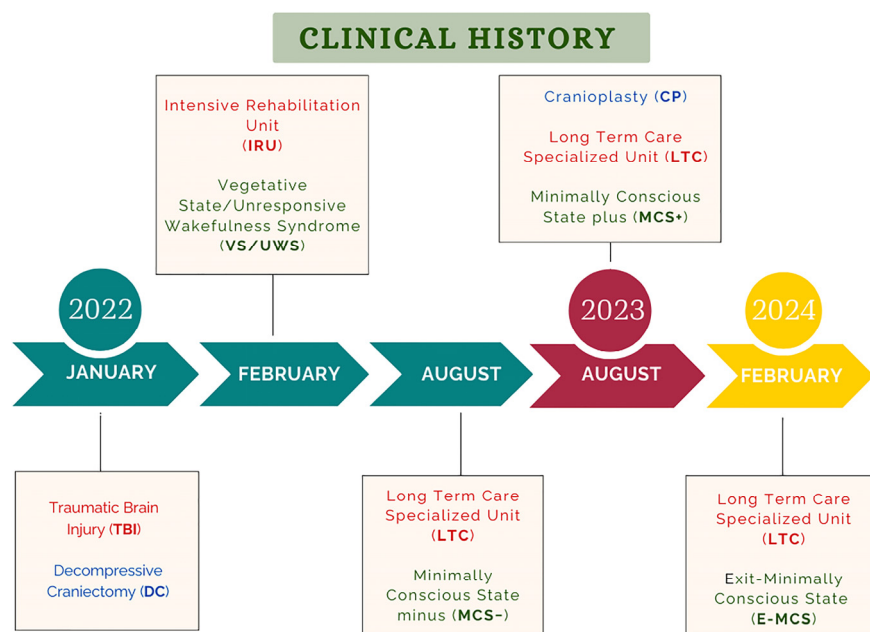 CLINICAL HISTORY
Intensive Rehabilitation
Unit
(IRU)
Vegetative
State/Unresponsive
Wakefulness Syndrome
(VS/UWS)
Cranioplasty (CP)
Long Term Care
Specialized Unit (LTC)
Minimally Conscious
State plus (MCS+)
2022
2023
2024
JANUARY
FEBRUARY
AUGUST
AUGUST
FEBRUARY
Traumatic Brain
Injury (TBI)
Decompressive
Craniectomy (DC)
Long Term Care
Specialized Unit
(LTC)
Minimally
Conscious State
minus (MCS−)
Long Term Care
Specialized Unit
(LTC)
Exit-Minimally
Conscious State
(E-MCS)